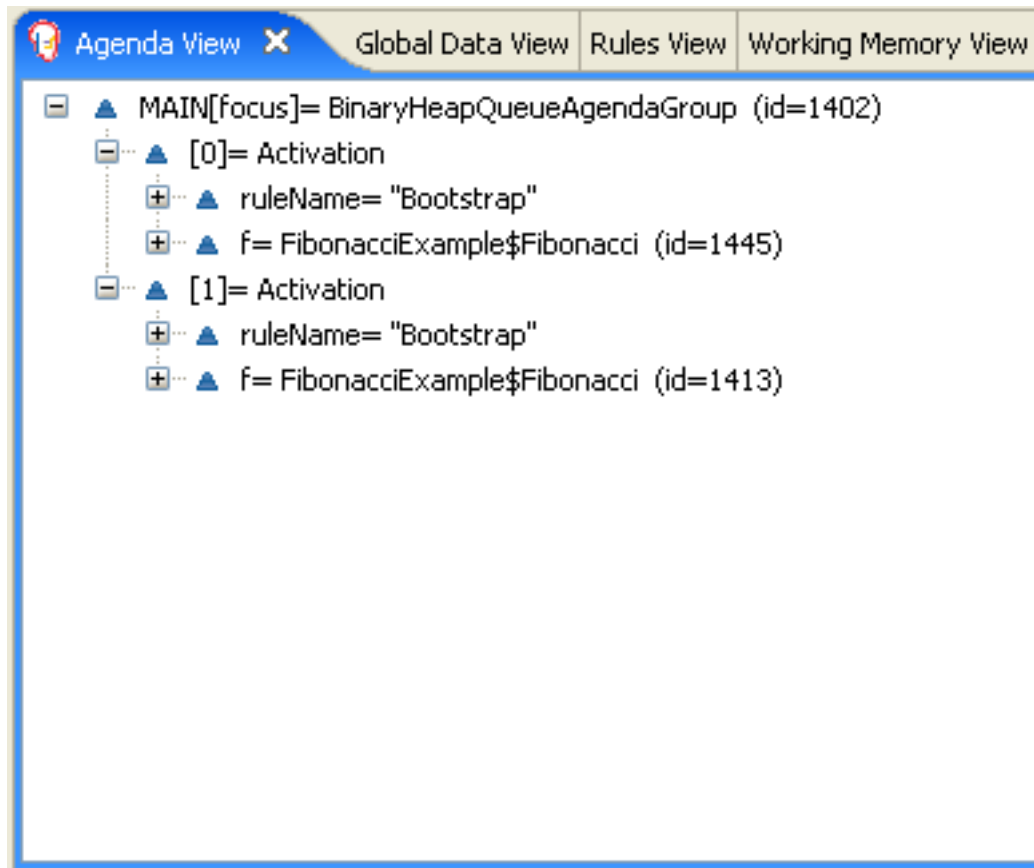 Agenda View Global Data View Rules View Working Memory View
MAIN[focus]= BinaryHeapQueueAgendaGroup (id=1402)
[0]= Activation
ruleName= "Bootstrap"
f= FibonacciExample$Fibonacci (id=1445)
[1]= Activation
ruleName= "Bootstrap"
f= FibonacciExample$Fibonacci (id=1413)